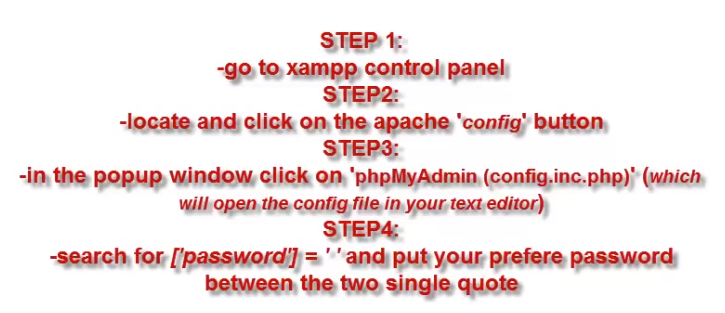 STEP 1:
-go to xampp control panel
STEP2:
-locate and click on the apache 'config' button
STEP3:
-in the popup window click on 'phpMyAdmin (config.inc.php)' (which
will open the config file in your text editor)
STEP4:
-search for ['password'] = ' ' and put your prefere password
between the two single quote